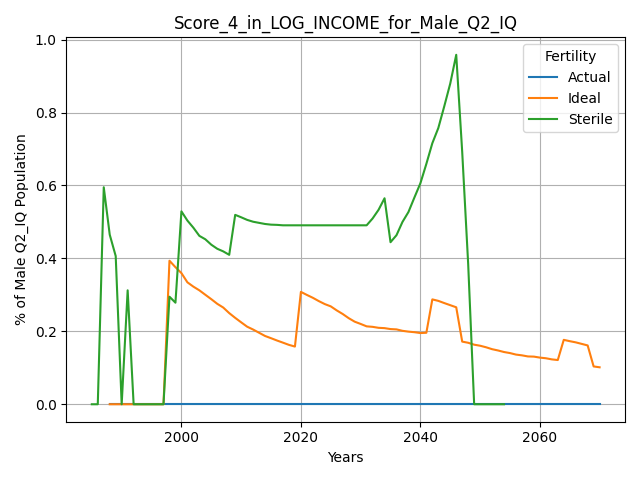 Score_4_in_LOG_INCOME_for_Male_Q2_IQ
Fertility
Actual
Ideal
Sterile
% of Male Q2_IQ Population
1.0
0.8
0.6
0.4
0.2
0.0
2000 2020 2040 2060
Years